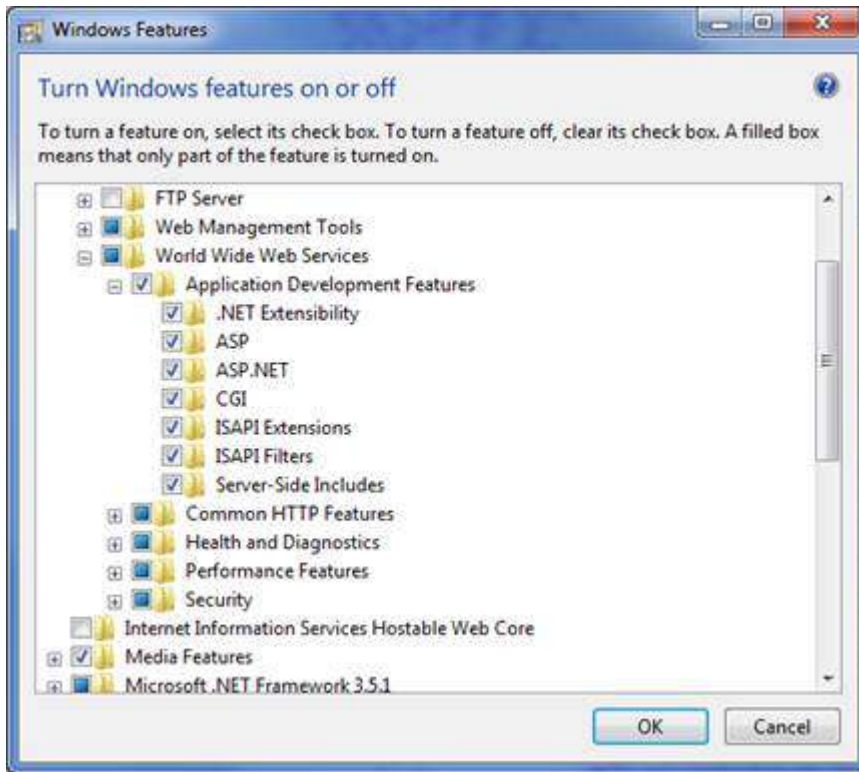 Windows Features
Turn Windows features on or off
To turn a feature on, select its check box. To turn a feature off, clear its check box. A filled box
means that only part of the feature is turned on.
FTP Server
Web Management Tools
World Wide Web Services
Application Development Features
.NET Extensibility
ASP
ASP.NET
CGI
ISAPI Extensions
ISAPI Filters
Server-Side Includes
Common HTTP Features
Health and Diagnostics
Performance Features
Security
Internet Information Services Hostable Web Core
Media Features
Microsoft .NET Framework 3.5.1
OK Cancel